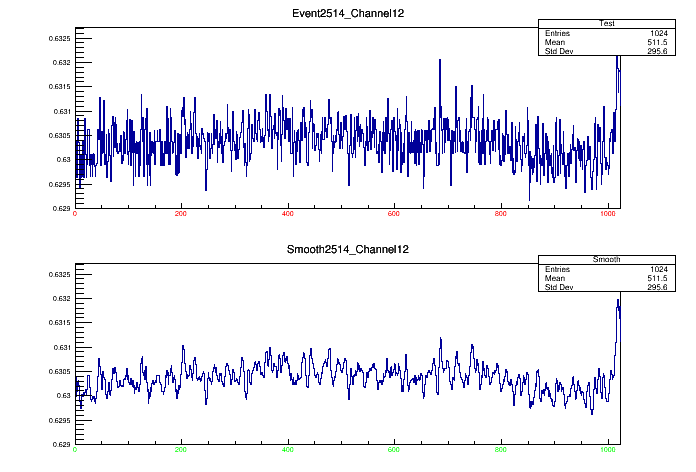 Event2514_Channel12
Test
Entries 1024
Mean 511.5
Std Dev 295.6
0.6325
0.632
0.6315
0.631
0.6305
0.63
0.6295
0.629
0 200 400 600 800 1000
Smooth2514_Channel12
Smooth
Entries 1024
Mean 511.5
Std Dev 295.6
0.6325
0.632
0.6315
0.631
0.6305
0.63
0.6295
0.629
0 200 400 600 800 1000